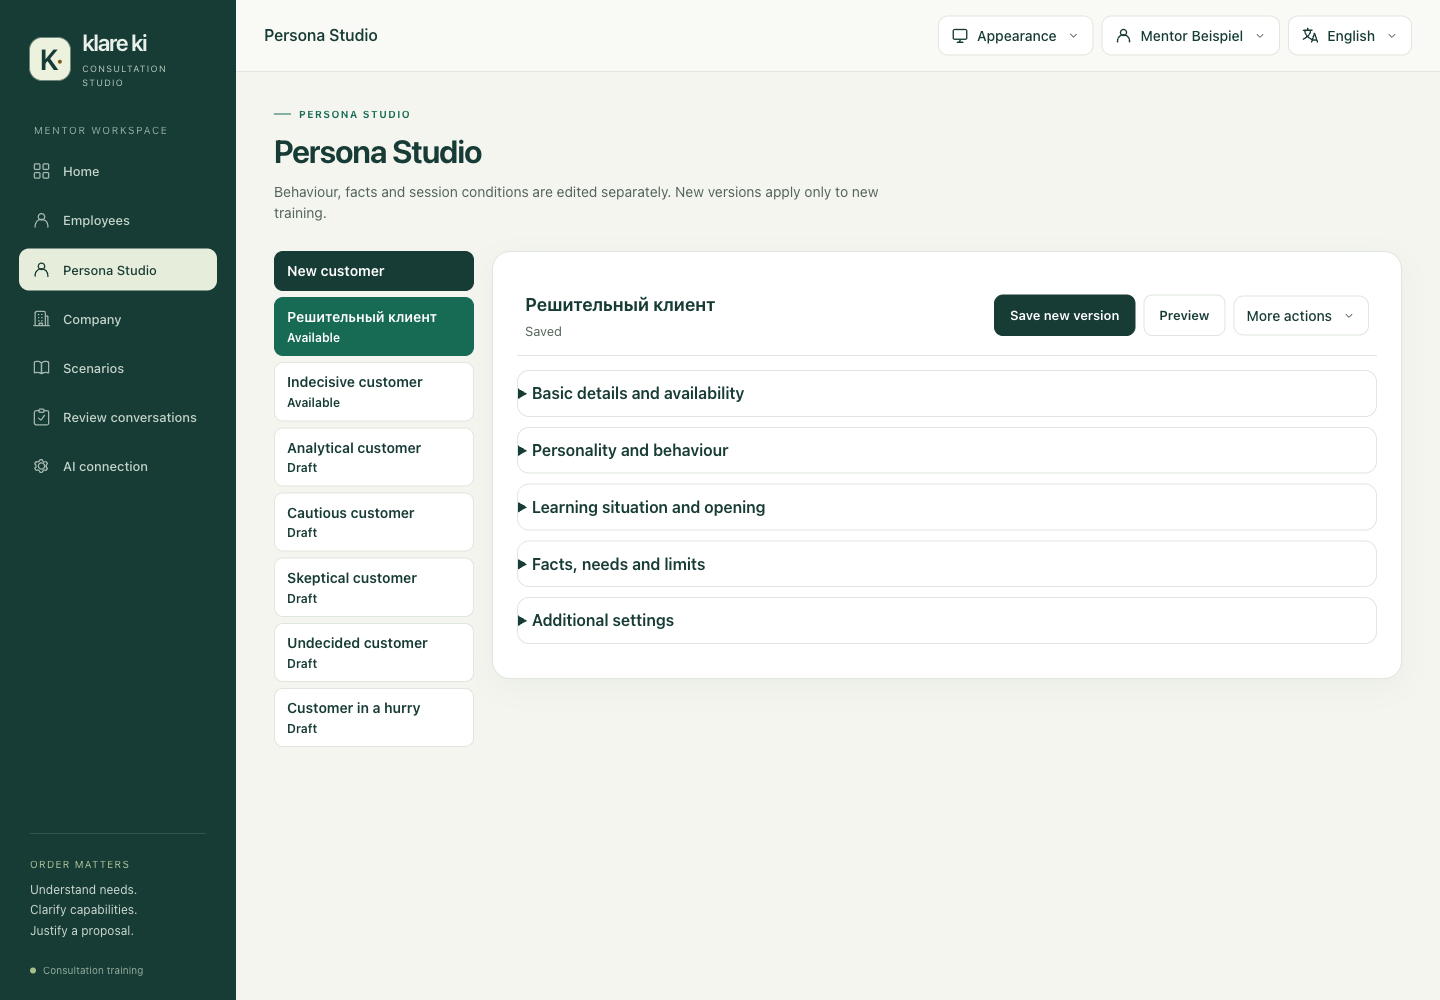 K.
klare ki
CONSULTATION
STUDIO
MENTOR WORKSPACE
Home
Employees
Persona Studio
Company
Scenarios
Review conversations
AI connection
ORDER MATTERS
Understand needs.
Clarify capabilities.
Justify a proposal.
Consultation training
Persona Studio
Appearance
Mentor Beispiel
English
PERSONA STUDIO
Persona Studio
Behaviour, facts and session conditions are edited separately. New versions apply only to new
training.
New customer
Решительный клиент
Available
Indecisive customer
Available
Analytical customer
Draft
Cautious customer
Draft
Skeptical customer
Draft
Undecided customer
Draft
Customer in a hurry
Draft
Решительный клиент
Saved
Save new version
Preview
More actions
Basic details and availability
Personality and behaviour
Learning situation and opening
Facts, needs and limits
Additional settings